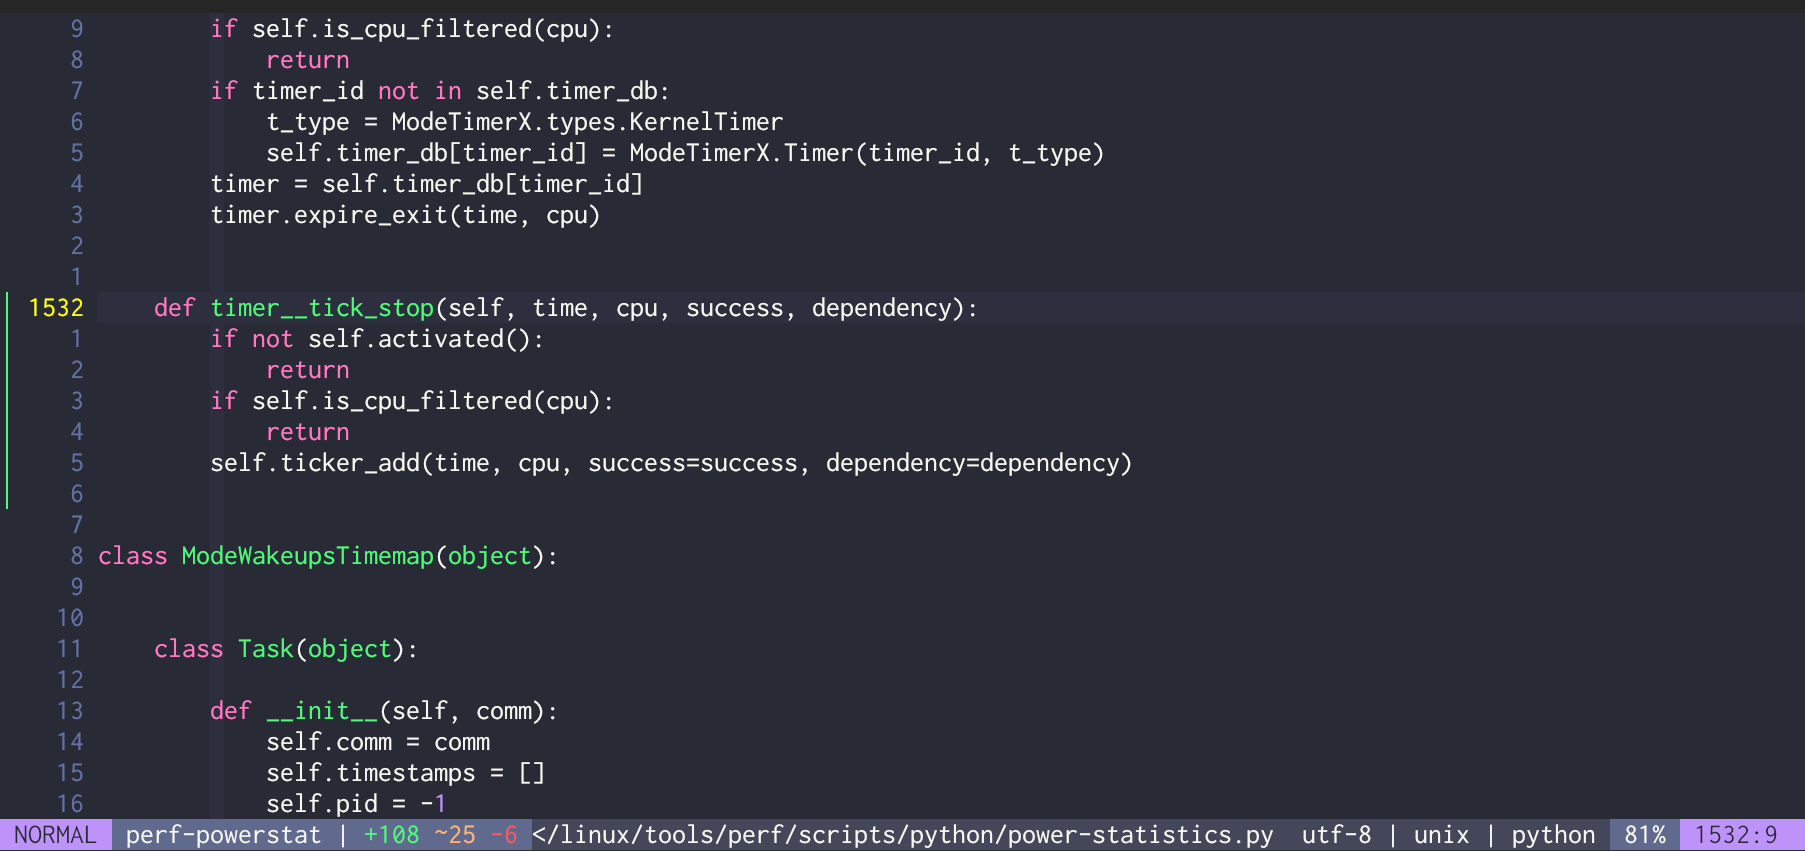 9         if self.is_cpu_filtered(cpu):
8             return
7         if timer_id not in self.timer_db:
6             t_type = ModeTimerX.types.KernelTimer
5             self.timer_db[timer_id] = ModeTimerX.Timer(timer_id, t_type)
4         timer = self.timer_db[timer_id]
3         timer.expire_exit(time, cpu)
2
1
1532     def timer__tick_stop(self, time, cpu, success, dependency):
1         if not self.activated():
2             return
3         if self.is_cpu_filtered(cpu):
4             return
5         self.ticker_add(time, cpu, success=success, dependency=dependency)
6
7
8 class ModeWakeupsTimemap(object):
9
10
11     class Task(object):
12
13         def __init__(self, comm):
14             self.comm = comm
15             self.timestamps = []
16             self.pid = -1
NORMAL perf-powerstat | +108 ~25 -6 </linux/tools/perf/scripts/python/power-statistics.py utf-8 | unix | python 81% 1532:9